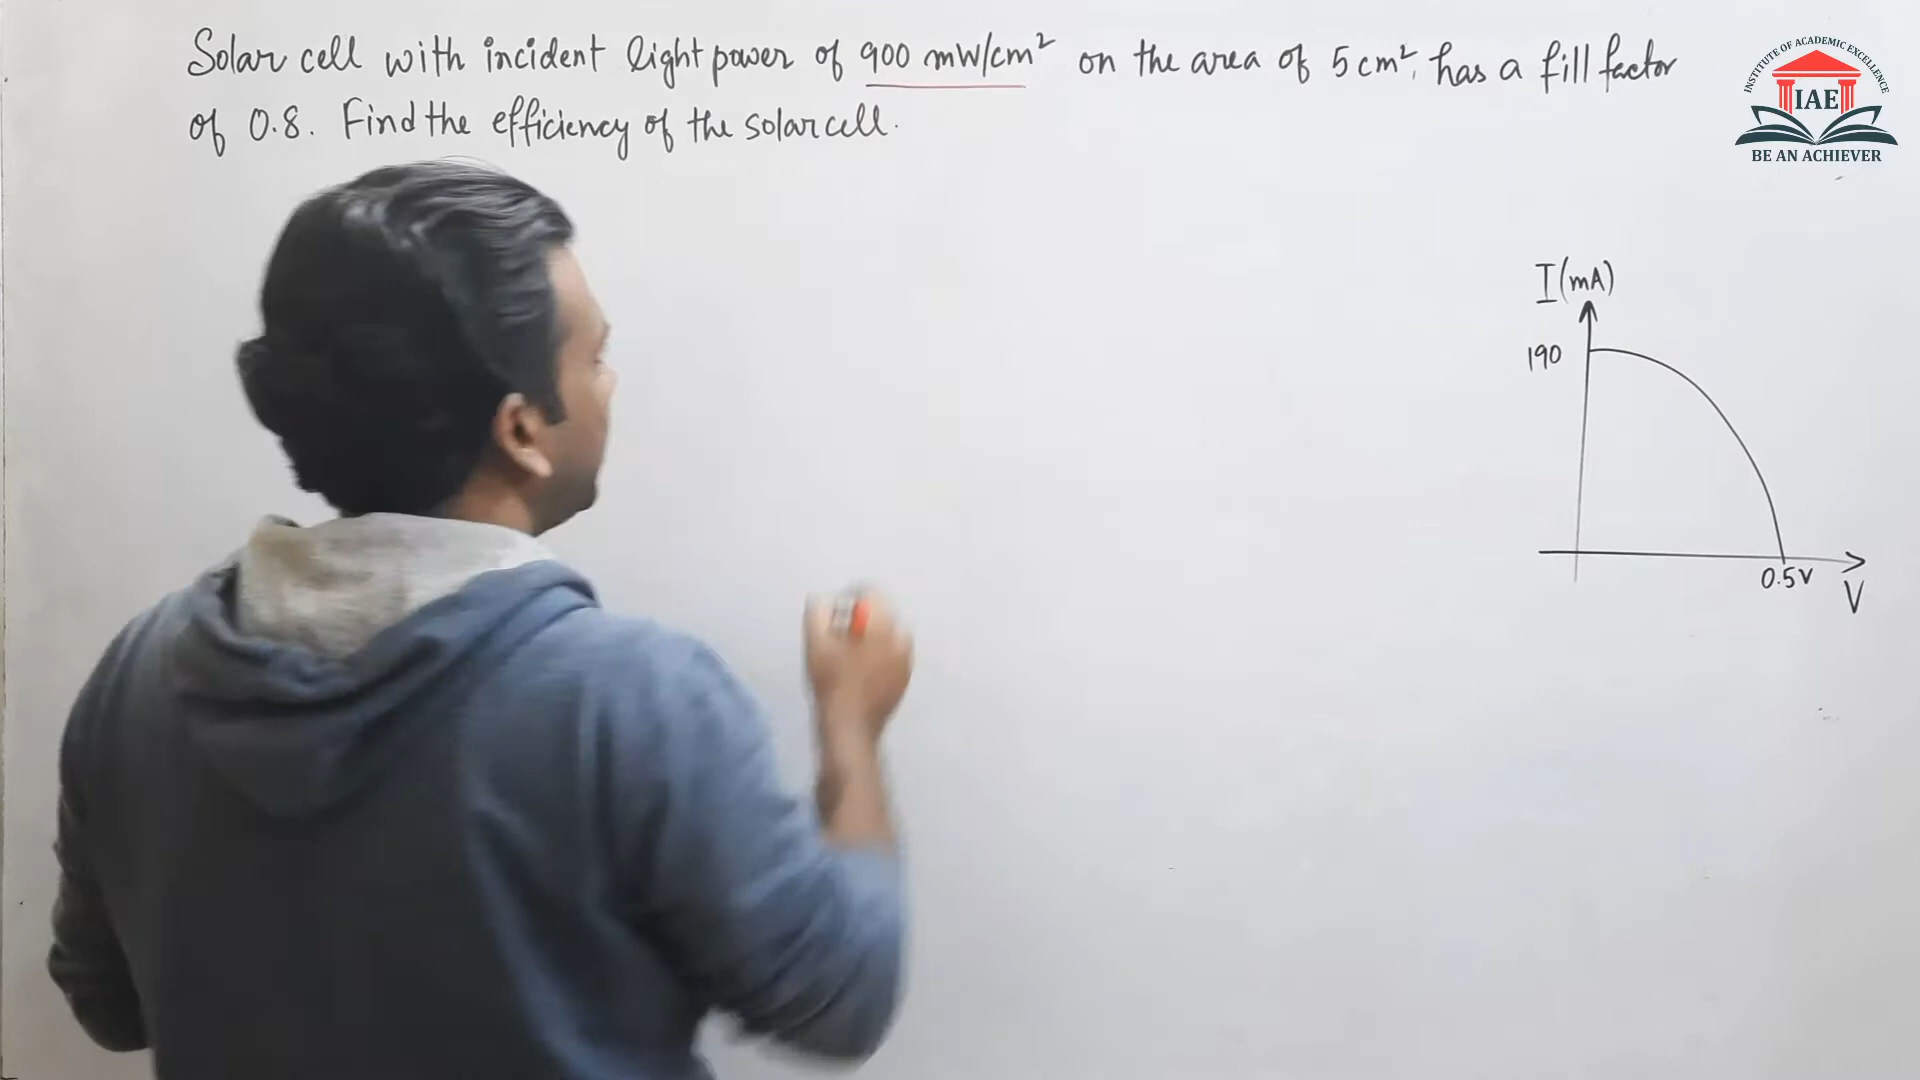 Solar cell with incident light power of 900 mW/cm² on the area of 5 cm², has a fill factor
of 0.8. Find the efficiency of the solar cell.
INSTITUTE OF ACADEMIC EXCELLENCE
IAE
BE AN ACHIEVER
I(mA)
190
0.5V
V